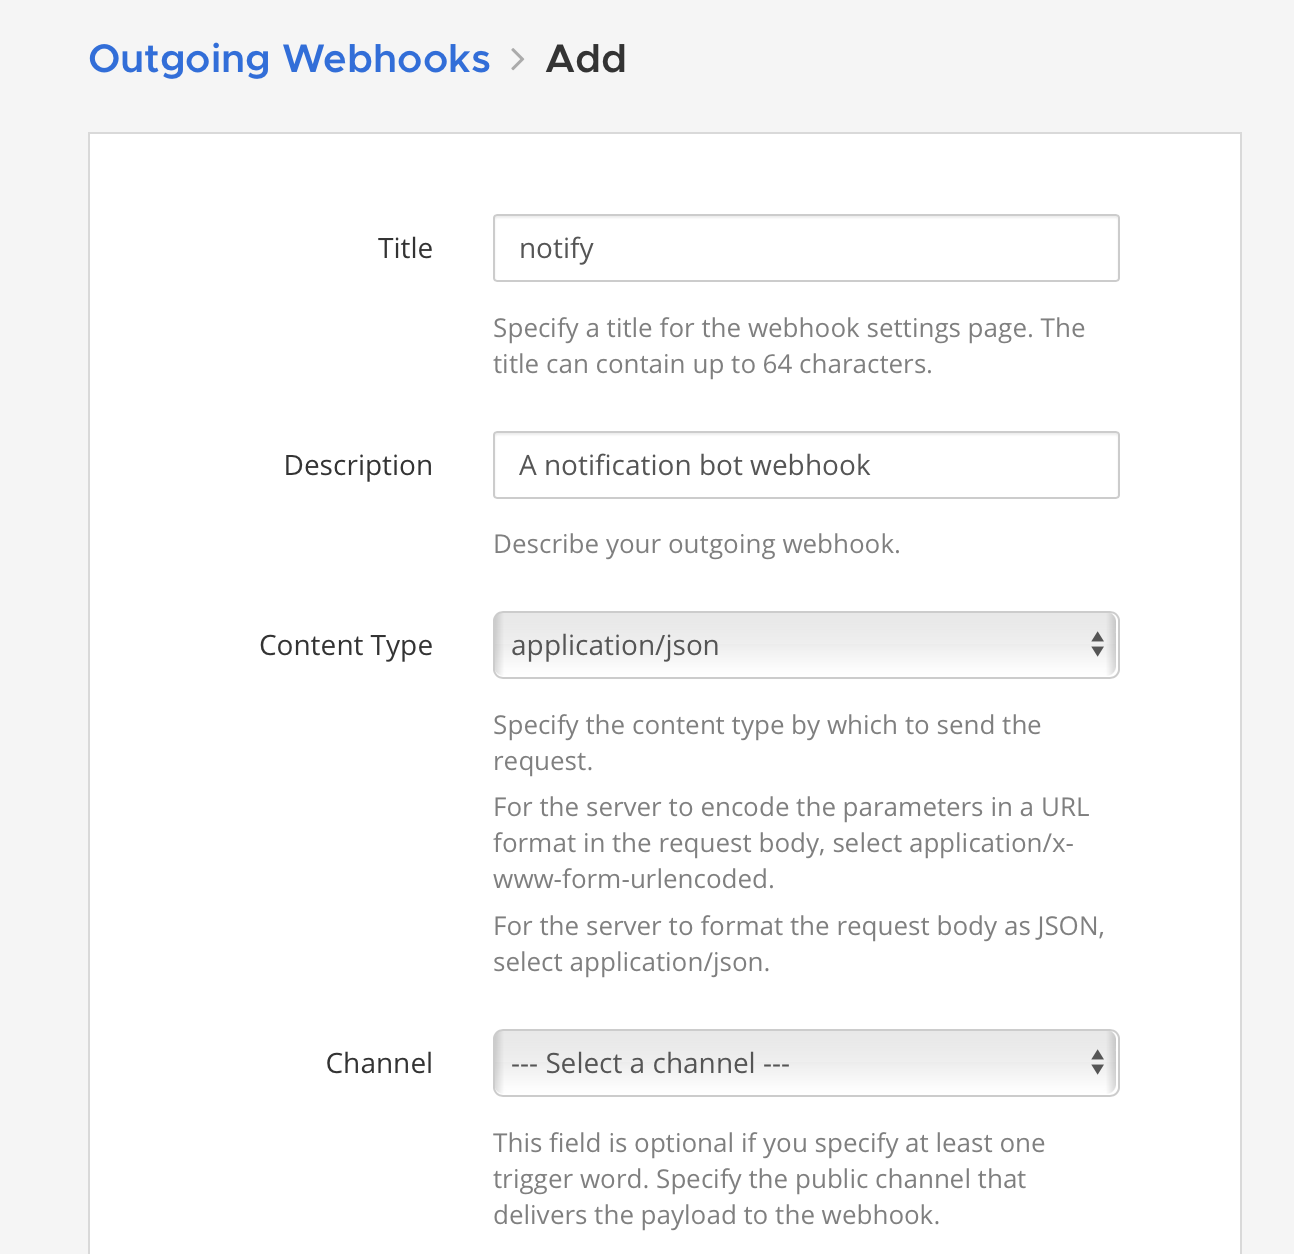 Outgoing Webhooks > Add
Title
notify
Specify a title for the webhook settings page. The
title can contain up to 64 characters.
Description
A notification bot webhook
Describe your outgoing webhook.
Content Type
application/json
Specify the content type by which to send the
request.
For the server to encode the parameters in a URL
format in the request body, select application/x-
www-form-urlencoded.
For the server to format the request body as JSON,
select application/json.
Channel
--- Select a channel ---
This field is optional if you specify at least one
trigger word. Specify the public channel that
delivers the payload to the webhook.